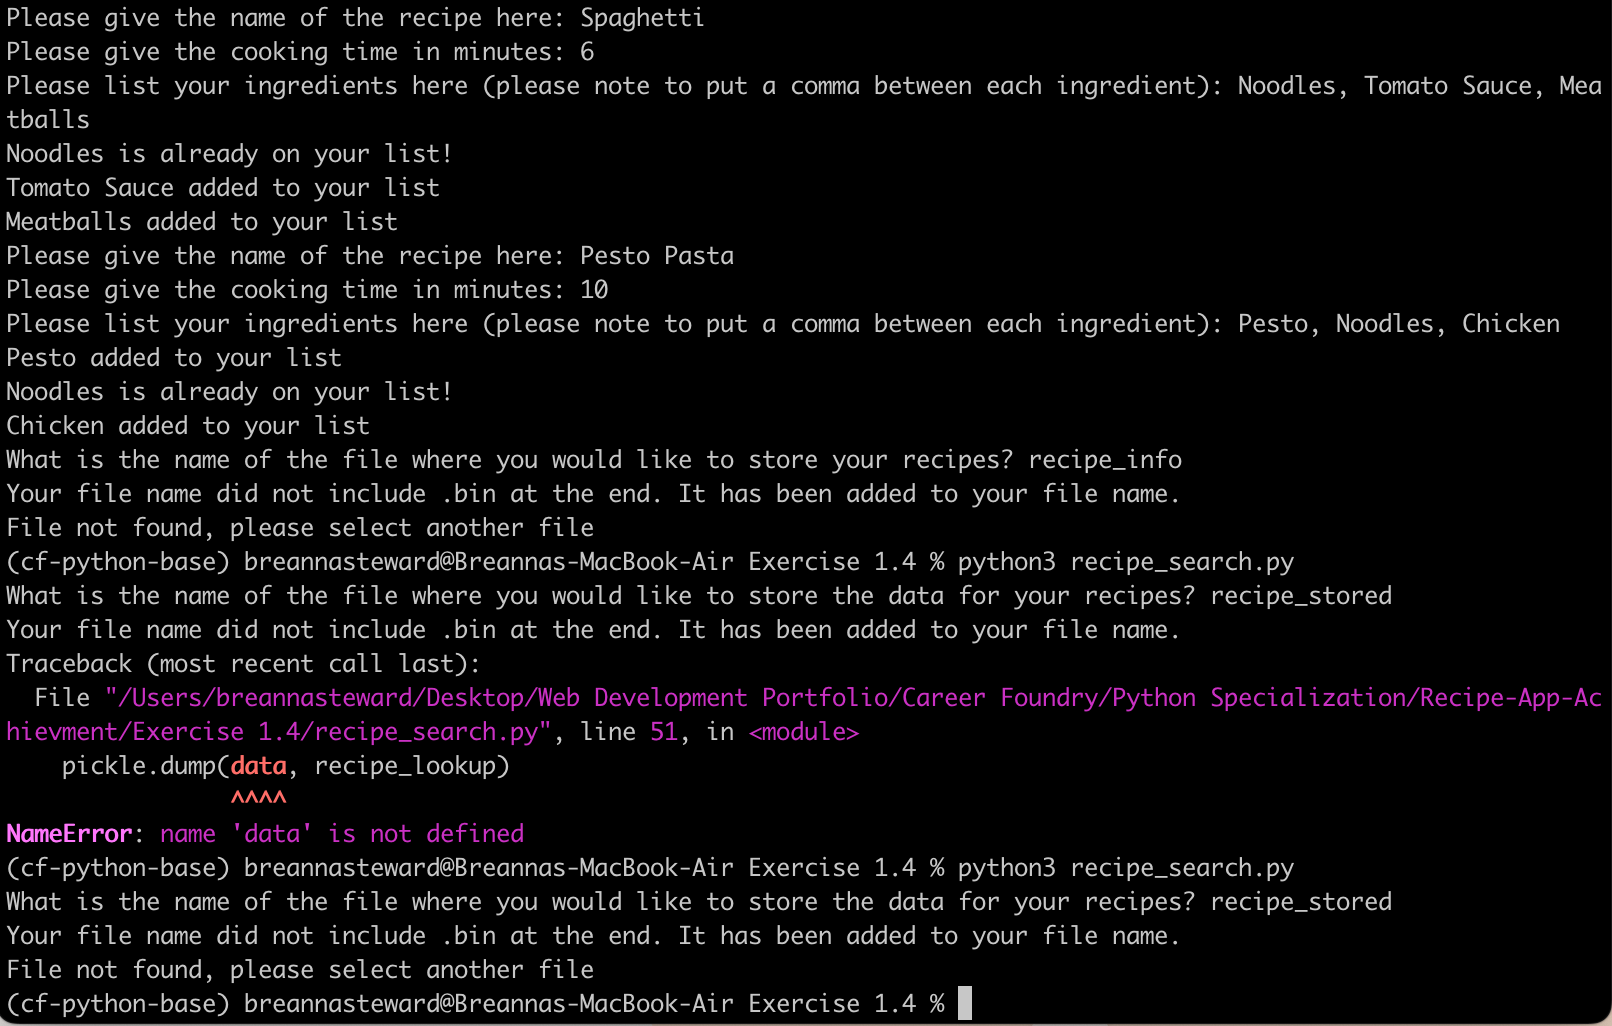 Please give the name of the recipe here: Spaghetti
Please give the cooking time in minutes: 6
Please list your ingredients here (please note to put a comma between each ingredient): Noodles, Tomato Sauce, Mea
tballs
Noodles is already on your list!
Tomato Sauce added to your list
Meatballs added to your list
Please give the name of the recipe here: Pesto Pasta
Please give the cooking time in minutes: 10
Please list your ingredients here (please note to put a comma between each ingredient): Pesto, Noodles, Chicken
Pesto added to your list
Noodles is already on your list!
Chicken added to your list
What is the name of the file where you would like to store your recipes? recipe_info
Your file name did not include .bin at the end. It has been added to your file name.
File not found, please select another file
(cf-python-base) breannasteward@Breannas-MacBook-Air Exercise 1.4 % python3 recipe_search.py
What is the name of the file where you would like to store the data for your recipes? recipe_stored
Your file name did not include .bin at the end. It has been added to your file name.
Traceback (most recent call last):
  File "/Users/breannasteward/Desktop/Web Development Portfolio/Career Foundry/Python Specialization/Recipe-App-Ac
hievment/Exercise 1.4/recipe_search.py", line 51, in <module>
    pickle.dump(data, recipe_lookup)
                ^^^^
NameError: name 'data' is not defined
(cf-python-base) breannasteward@Breannas-MacBook-Air Exercise 1.4 % python3 recipe_search.py
What is the name of the file where you would like to store the data for your recipes? recipe_stored
Your file name did not include .bin at the end. It has been added to your file name.
File not found, please select another file
(cf-python-base) breannasteward@Breannas-MacBook-Air Exercise 1.4 %